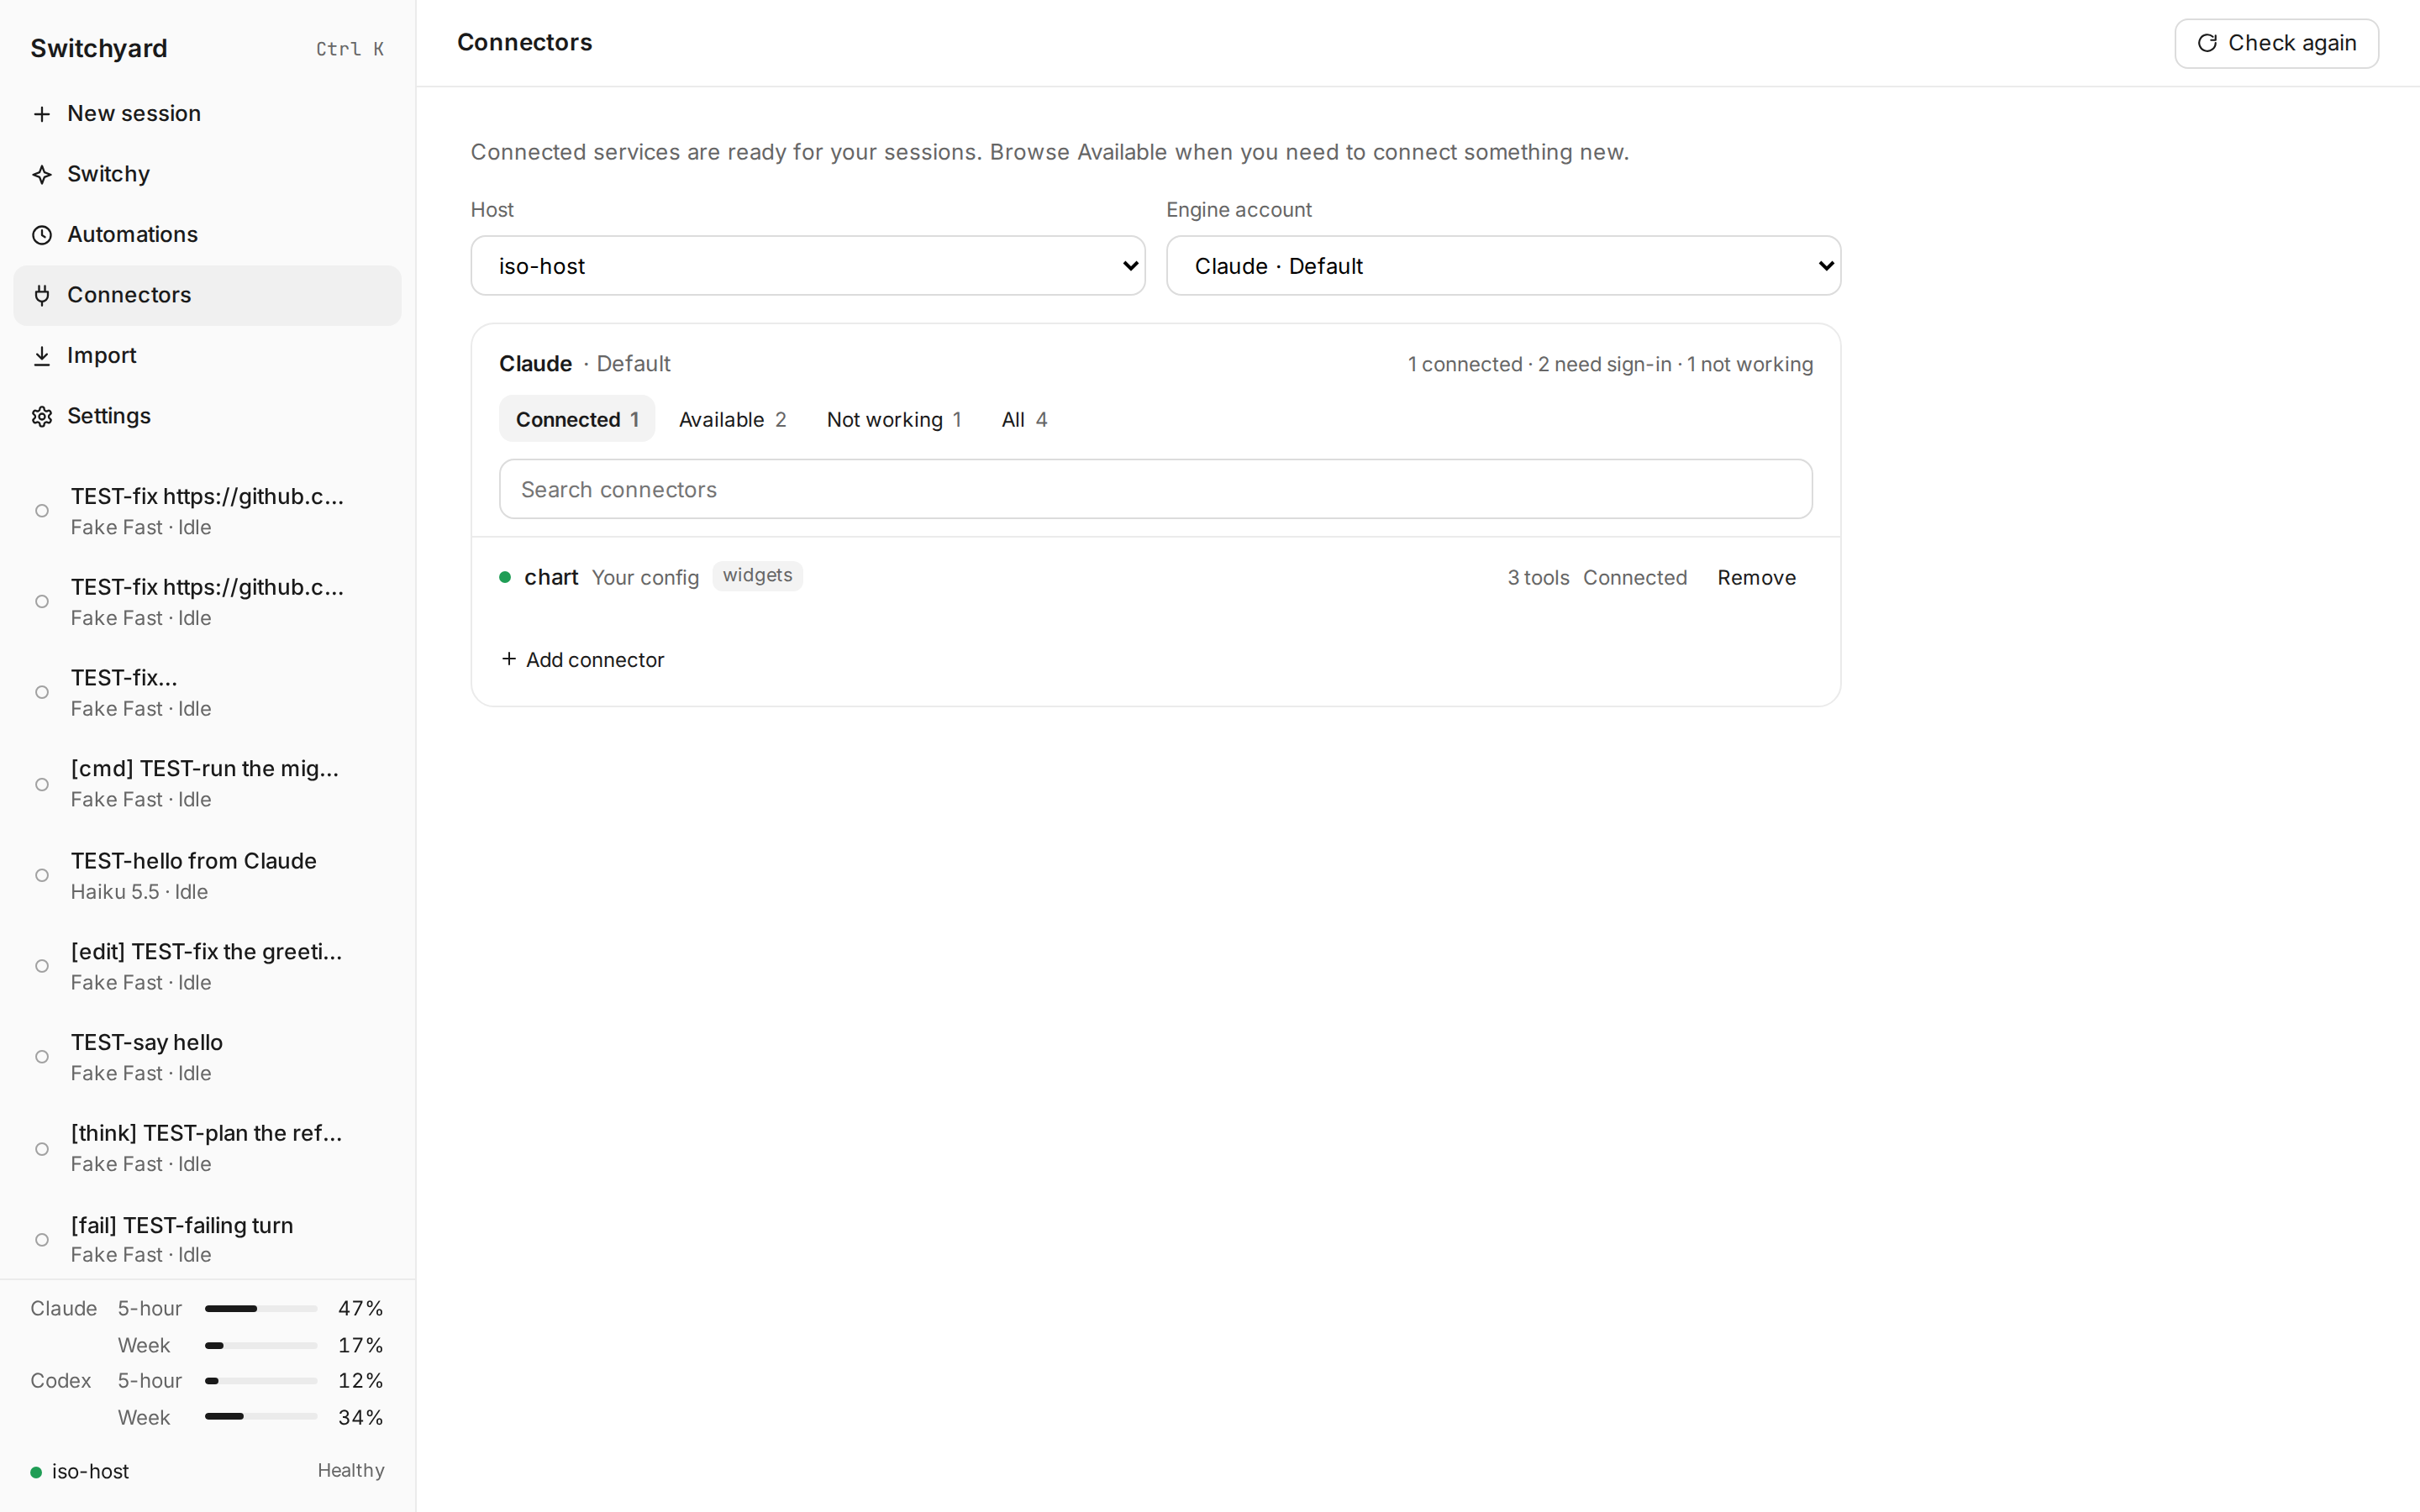 Switchyard Ctrl K
New session
Switchy
Automations
Connectors
Import
Settings
TEST-fix https://github.c...
Fake Fast · Idle
TEST-fix https://github.c...
Fake Fast · Idle
TEST-fix...
Fake Fast · Idle
[cmd] TEST-run the mig...
Fake Fast · Idle
TEST-hello from Claude
Haiku 5.5 · Idle
[edit] TEST-fix the greeti...
Fake Fast · Idle
TEST-say hello
Fake Fast · Idle
[think] TEST-plan the ref...
Fake Fast · Idle
[fail] TEST-failing turn
Fake Fast · Idle
Claude 5-hour 47%
Week 17%
Codex 5-hour 12%
Week 34%
iso-host Healthy
Connectors Check again
Connected services are ready for your sessions. Browse Available when you need to connect something new.
Host Engine account
iso-host Claude · Default
Claude · Default 1 connected · 2 need sign-in · 1 not working
Connected 1 Available 2 Not working 1 All 4
Search connectors
chart Your config widgets 3 tools Connected Remove
+ Add connector